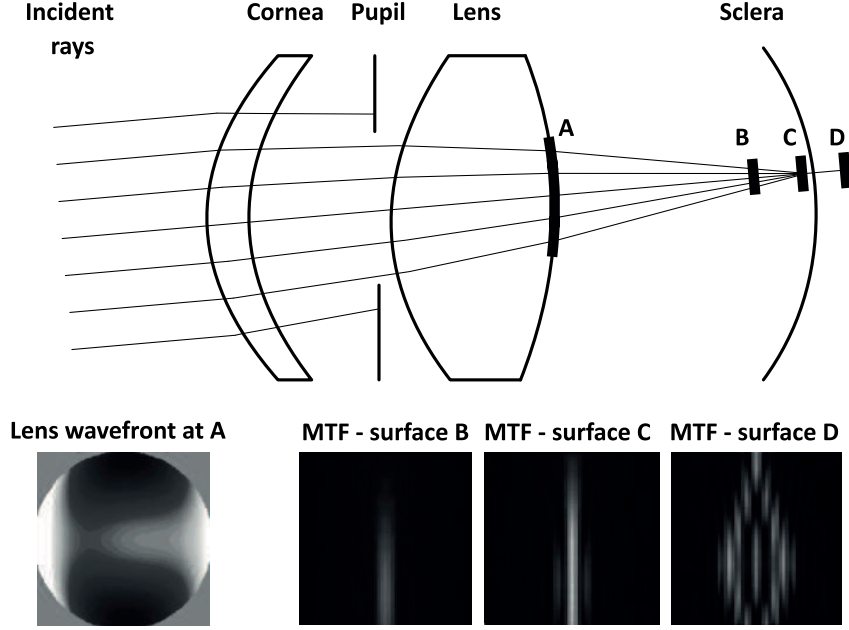 Incident
rays
Cornea
Pupil
Lens
Sclera
A
B
C
D
Lens wavefront at A
MTF - surface B
MTF - surface C
MTF - surface D